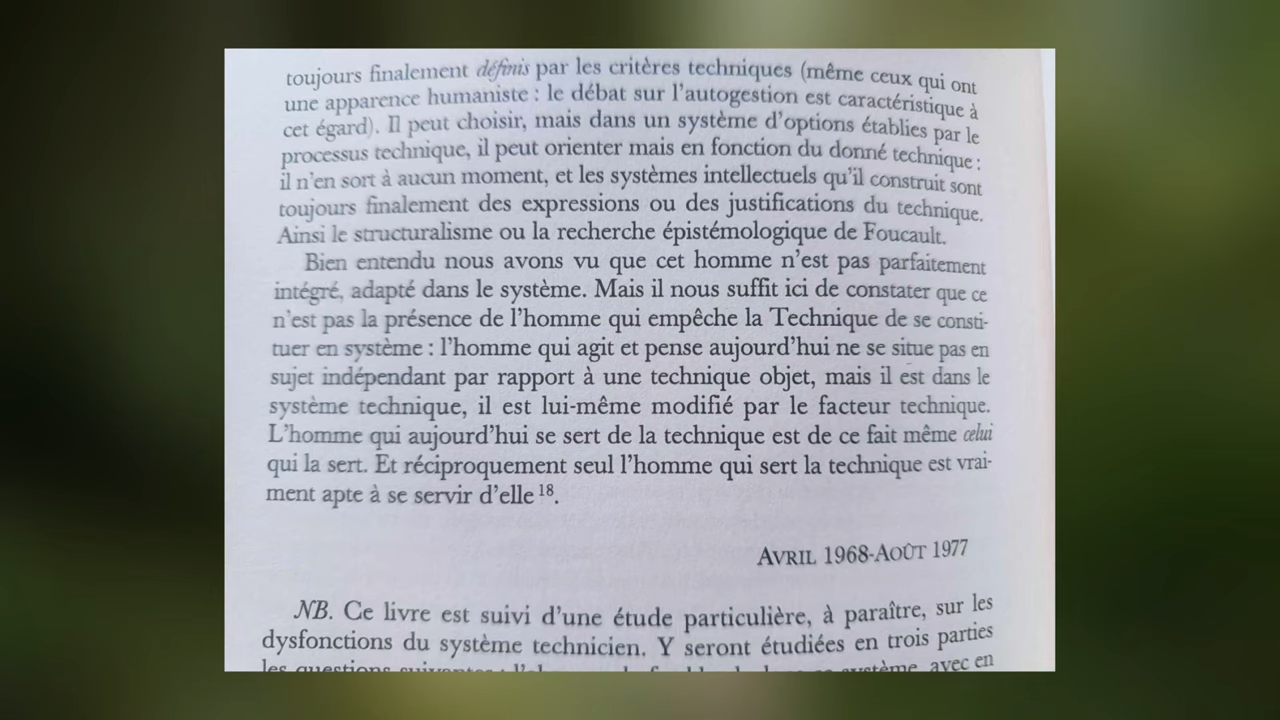 toujours finalement définis par les critères techniques (même ceux qui ont
une apparence humaniste : le débat sur l'autogestion est caractéristique à
cet égard). Il peut choisir, mais dans un système d'options établies par le
processus technique, il peut orienter mais en fonction du donné technique :
il n'en sort à aucun moment, et les systèmes intellectuels qu'il construit sont
toujours finalement des expressions ou des justifications du technique.
Ainsi le structuralisme ou la recherche épistémologique de Foucault.
Bien entendu nous avons vu que cet homme n'est pas parfaitement
intégré, adapté dans le système. Mais il nous suffit ici de constater que ce
n'est pas la présence de l'homme qui empêche la Technique de se consti-
tuer en système : l'homme qui agit et pense aujourd'hui ne se situe pas en
sujet indépendant par rapport à une technique objet, mais il est dans le
système technique, il est lui-même modifié par le facteur technique.
L'homme qui aujourd'hui se sert de la technique est de ce fait même celui
qui la sert. Et réciproquement seul l'homme qui sert la technique est vrai-
ment apte à se servir d'elle 18.
AVRIL 1968-AOÛT 1977
NB. Ce livre est suivi d'une étude particulière, à paraître, sur les
dysfonctions du système technicien. Y seront étudiées en trois parties
les questions suivantes : système, avec en